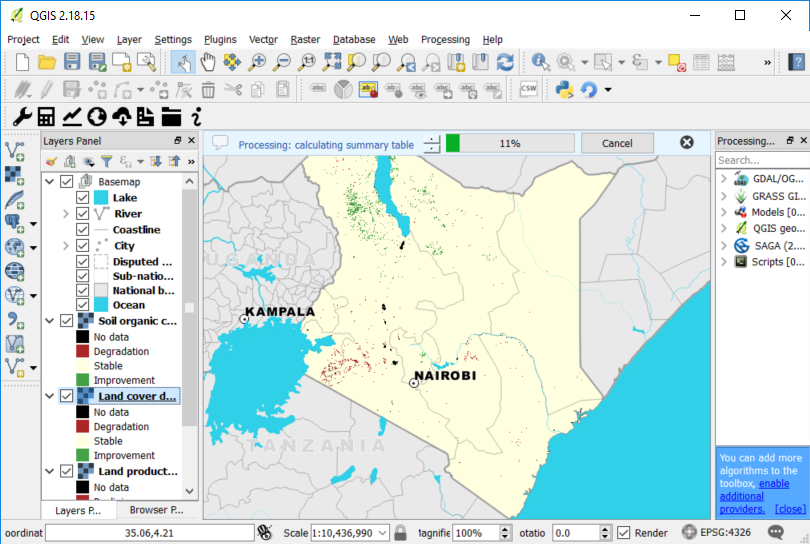 QGIS 2.18.15
Project Edit View Layer Settings Plugins Vector Raster Database Web Processing Help
CSW
Layers Panel
Processing: calculating summary table
11%
Cancel
Processing...
Search...
Basemap
Lake
River
Coastline
City
Disputed ...
Sub-natio...
National b...
Ocean
Soil organic c...
No data
Degradation
Stable
Improvement
Land cover d...
No data
Degradation
Stable
Improvement
Land product...
No data
Layers P...
Browser P...
UGANDA
KAMPALA
NAIROBI
TANZANIA
GDAL/OG...
GRASS GI...
Models [0...
QGIS geo...
SAGA (2....
Scripts [0...
You can add more
algorithms to the
toolbox, enable
additional
providers. [close]
oordinat 35.06,4.21 Scale 1:10,436,990 agnifie 100% otatio 0.0 Render EPSG:4326